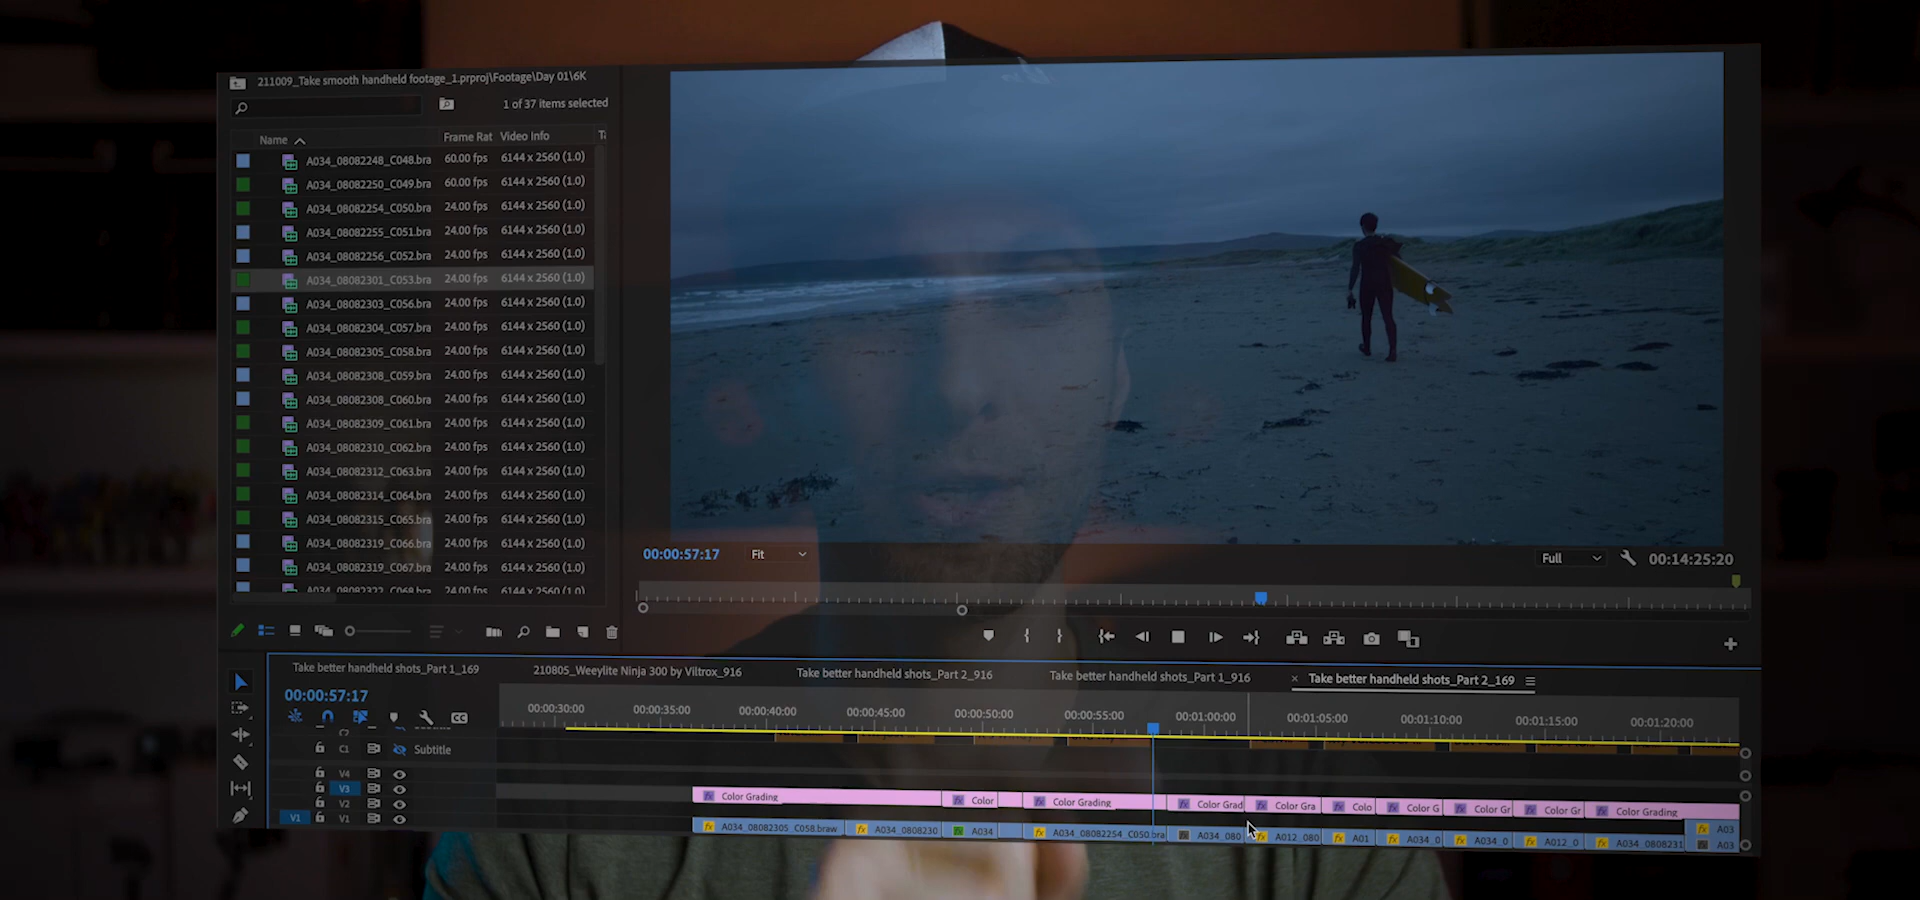 211009_Take smooth handheld footage_1.prproj\Footage\Day 01\6K
1 of 37 items selected
Name Frame Rat Video Info
A034_08082248_C048.bra 60.00 fps 6144 x 2560 (1.0)
A034_08082250_C049.bra 60.00 fps 6144 x 2560 (1.0)
A034_08082254_C050.bra 24.00 fps 6144 x 2560 (1.0)
A034_08082255_C051.bra 24.00 fps 6144 x 2560 (1.0)
A034_08082256_C052.bra 24.00 fps 6144 x 2560 (1.0)
A034_08082301_C053.bra 24.00 fps 6144 x 2560 (1.0)
A034_08082303_C056.bra 24.00 fps 6144 x 2560 (1.0)
A034_08082304_C057.bra 24.00 fps 6144 x 2560 (1.0)
A034_08082305_C058.bra 24.00 fps 6144 x 2560 (1.0)
A034_08082308_C059.bra 24.00 fps 6144 x 2560 (1.0)
A034_08082308_C060.bra 24.00 fps 6144 x 2560 (1.0)
A034_08082309_C061.bra 24.00 fps 6144 x 2560 (1.0)
A034_08082310_C062.bra 24.00 fps 6144 x 2560 (1.0)
A034_08082312_C063.bra 24.00 fps 6144 x 2560 (1.0)
A034_08082314_C064.bra 24.00 fps 6144 x 2560 (1.0)
A034_08082315_C065.bra 24.00 fps 6144 x 2560 (1.0)
A034_08082319_C066.bra 24.00 fps 6144 x 2560 (1.0)
A034_08082319_C067.bra 24.00 fps 6144 x 2560 (1.0)
A034_08082322_C068.bra 24.00 fps 6144 x 2560 (1.0)
00:00:57:17 Fit Full 00:14:25:20
Take better handheld shots_Part 1_169 210805_Weeylite Ninja 300 by Viltrox_916 Take better handheld shots_Part 2_916 Take better handheld shots_Part 1_916 × Take better handheld shots_Part 2_169
00:00:57:17
00:00:30:00 00:00:35:00 00:00:40:00 00:00:45:00 00:00:50:00 00:00:55:00 00:01:00:00 00:01:05:00 00:01:10:00 00:01:15:00 00:01:20:00
CC
C1 Subtitle
V4
V3
V2
Color Grading Color Color Grading Color Grad Color Gra Colo Color G Color Gr Color Gr Color Grading
V1 V1
A034_08082305_C058.braw A034_0808230 A034 A034_08082254_C050.bra A034_080 A012_080 A01 A034_0 A034_0 A012_0 A034_0808231 A03
A03